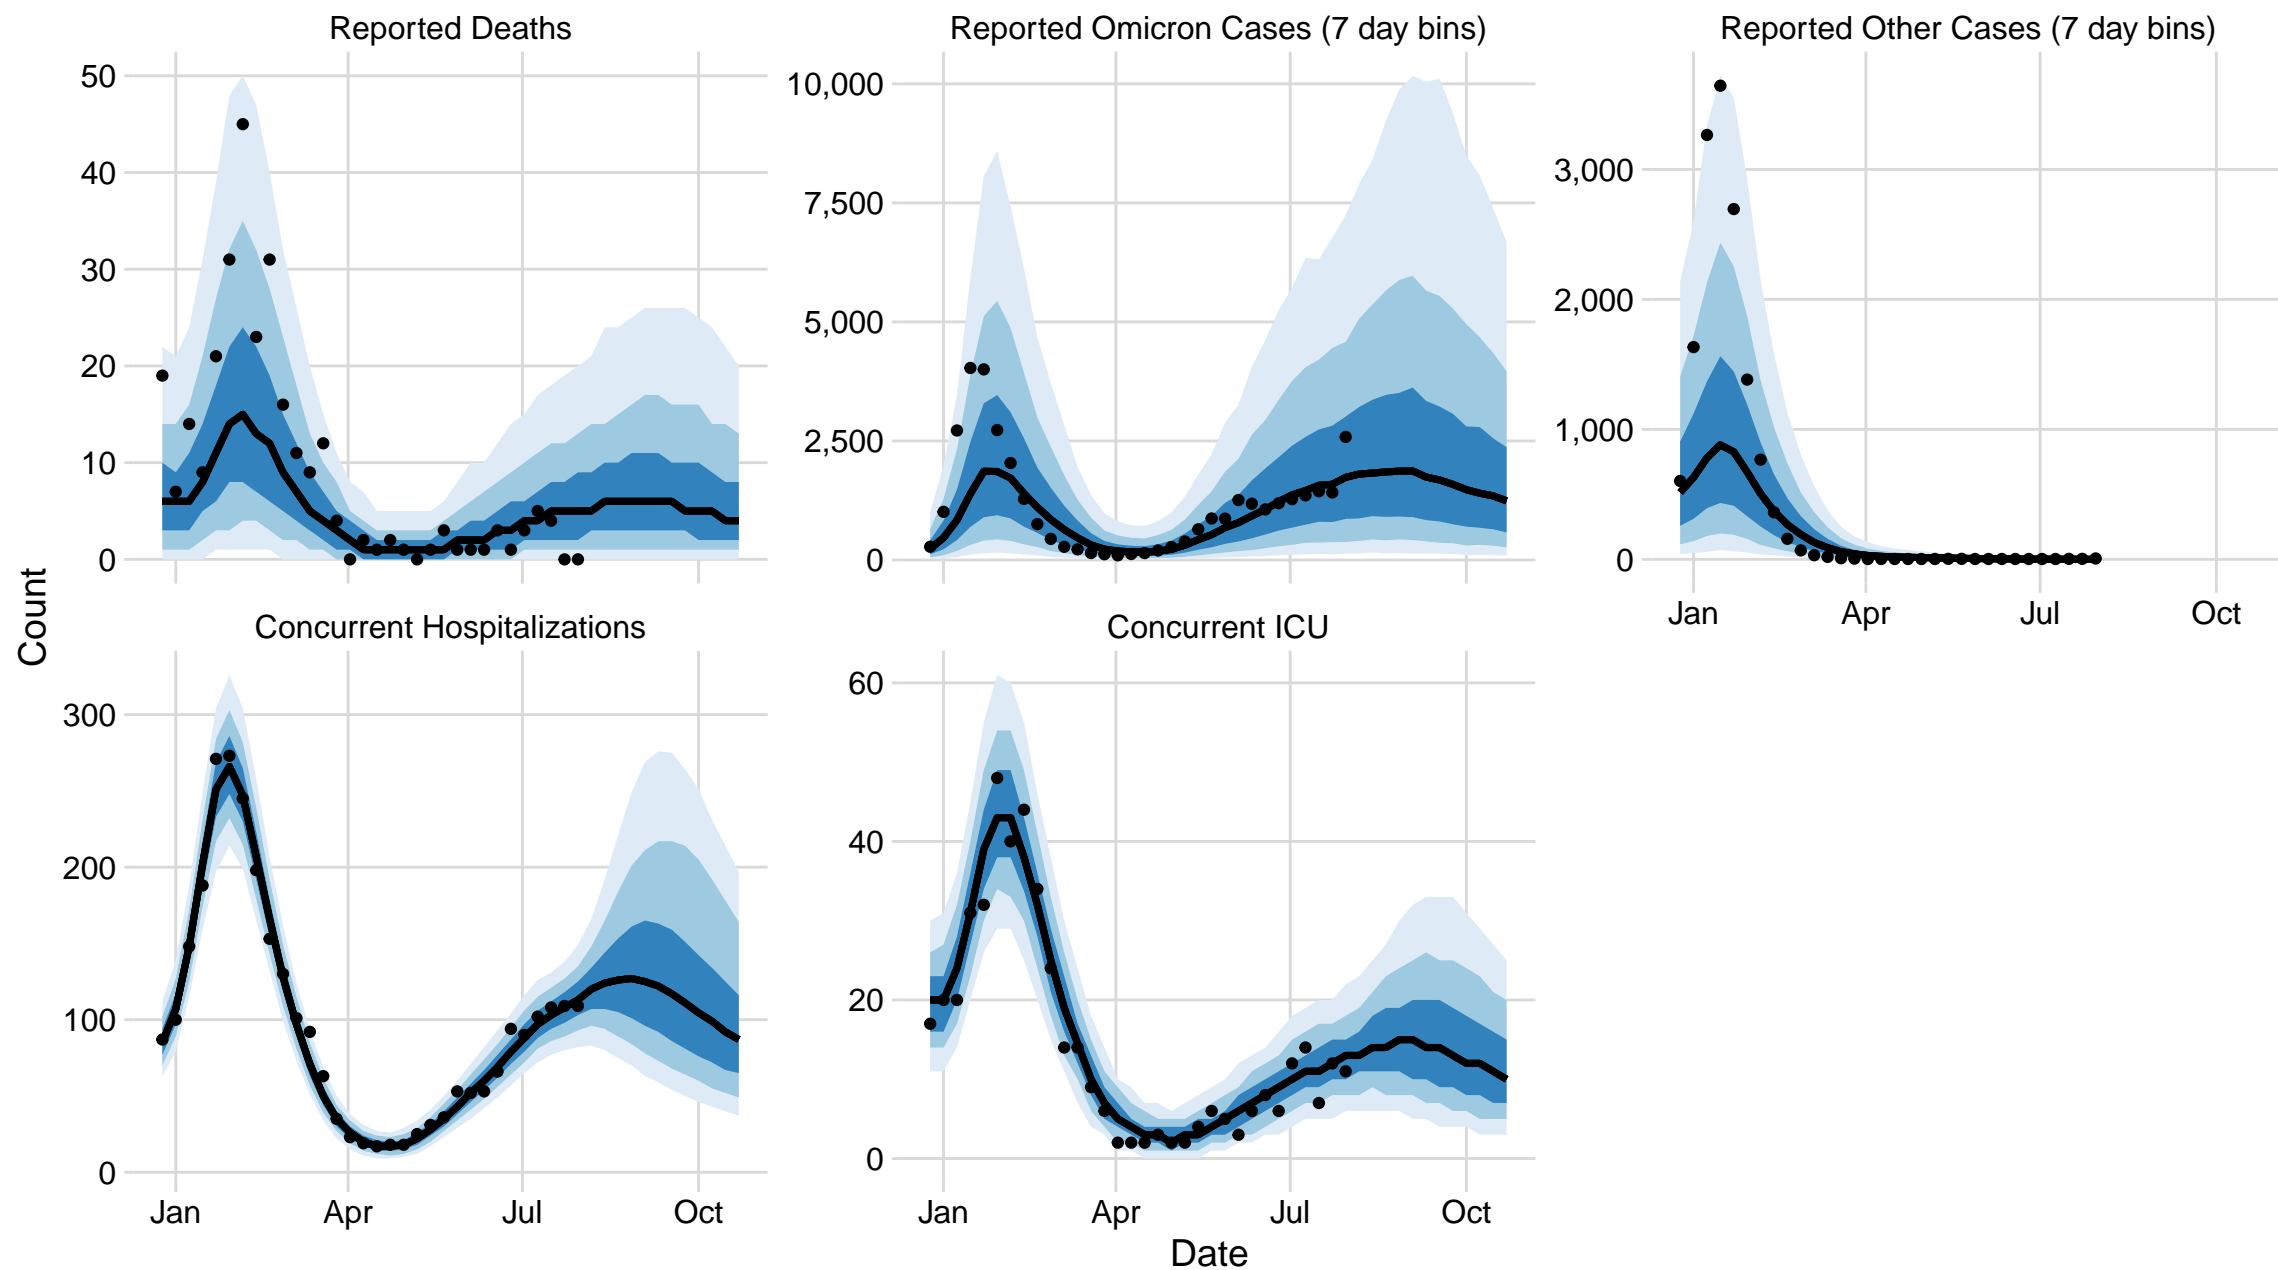 Reported Deaths
50
40
30
20
10
0
Reported Omicron Cases (7 day bins)
10,000
7,500
5,000
2,500
0
Reported Other Cases (7 day bins)
3,000
2,000
1,000
0
Jan Apr Jul Oct
Count
Concurrent Hospitalizations
300
200
100
0
Jan Apr Jul Oct
Concurrent ICU
60
40
20
0
Jan Apr Jul Oct
Date